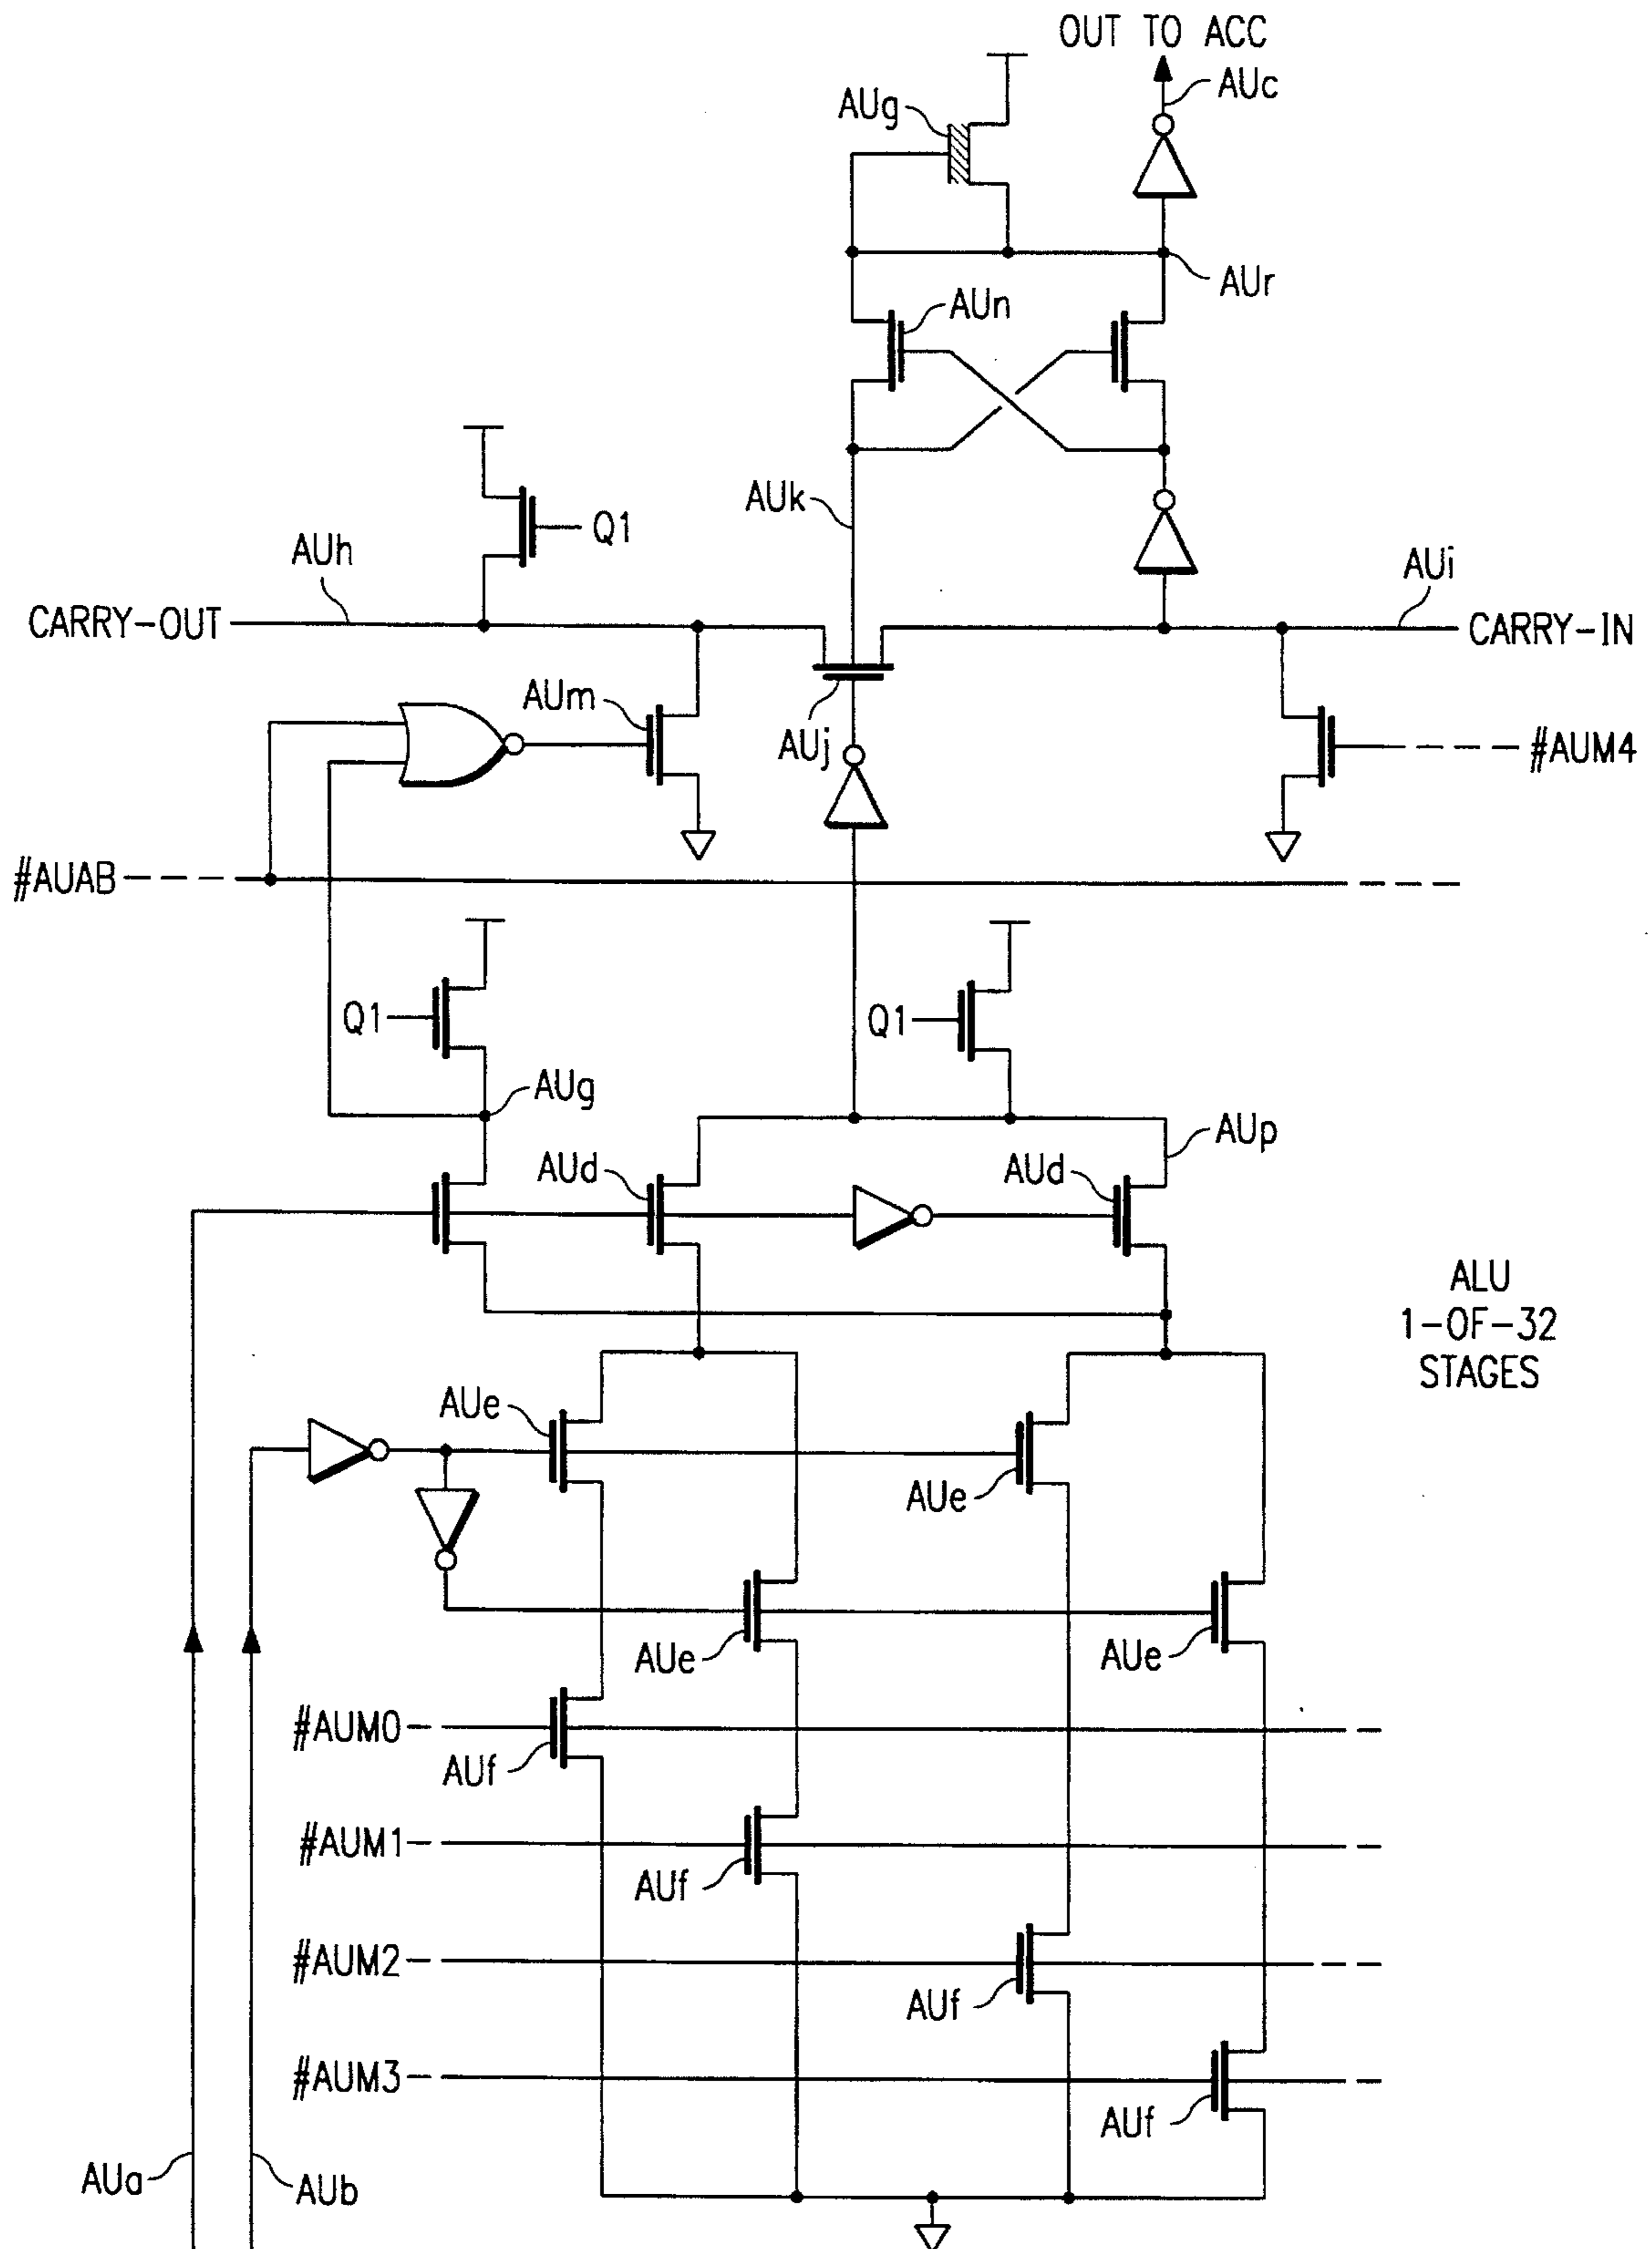 OUT TO ACC
AUc
AUg
AUr
AUn
AUk
Q1
AUh
AUi
CARRY-OUT
CARRY-IN
AUm
AUj
#AUM4
#AUAB
Q1
Q1
AUg
AUp
AUd
AUd
ALU
1-OF-32
STAGES
AUe
AUe
AUe
AUe
#AUM0
AUf
#AUM1
AUf
#AUM2
AUf
#AUM3
AUf
AUa
AUb